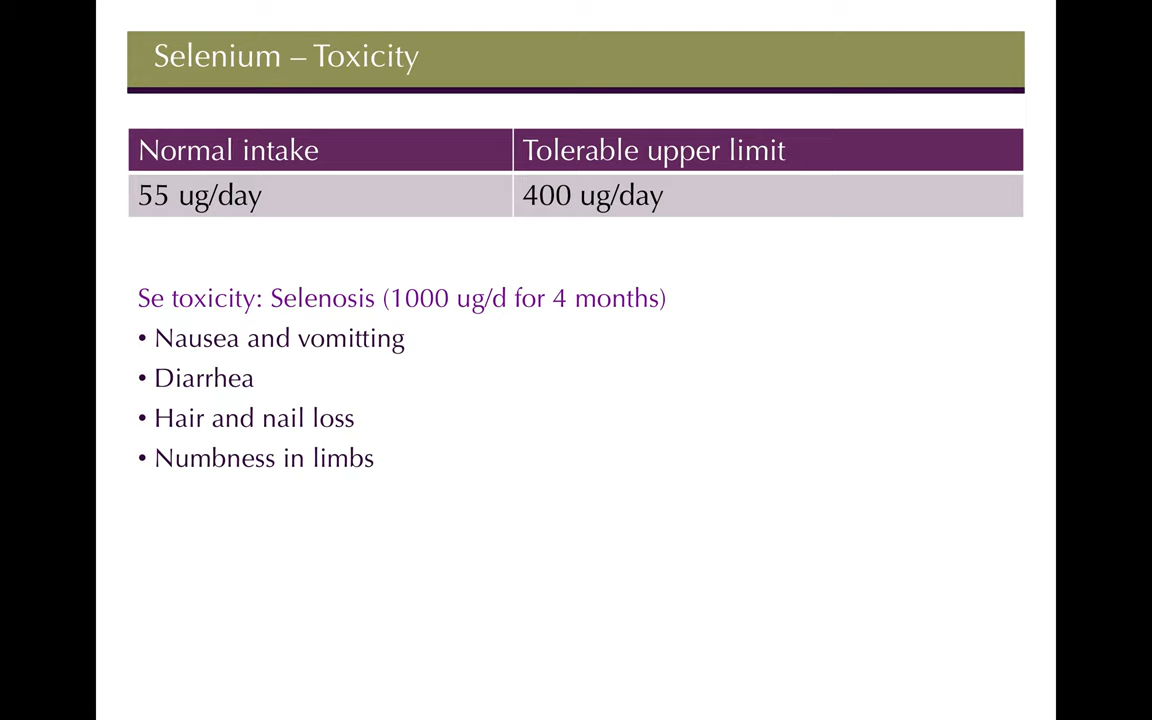 Selenium – Toxicity
Normal intake Tolerable upper limit
55 ug/day 400 ug/day
Se toxicity: Selenosis (1000 ug/d for 4 months)
• Nausea and vomitting
• Diarrhea
• Hair and nail loss
• Numbness in limbs